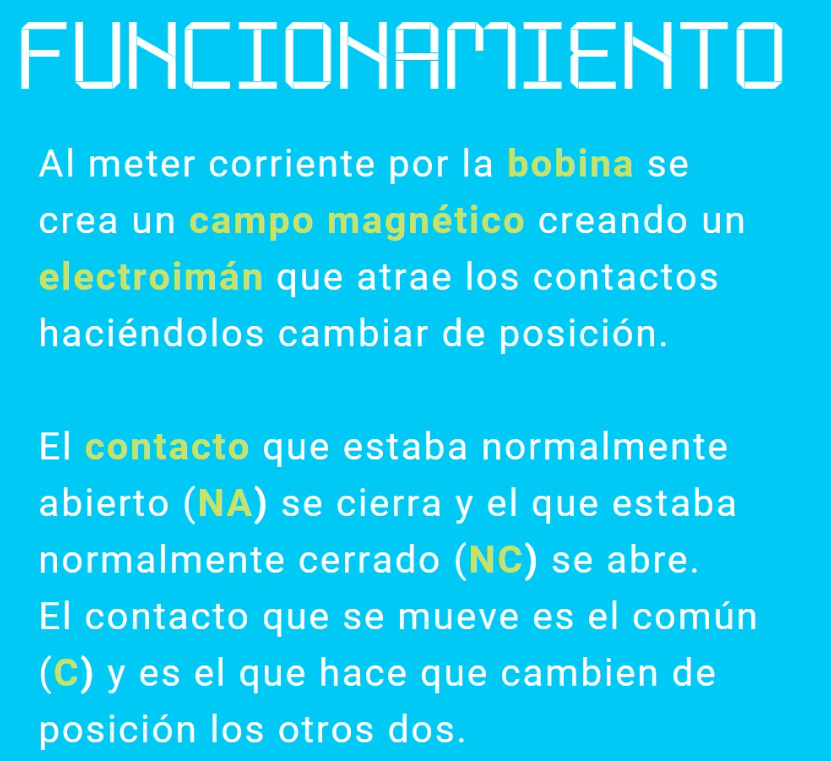 FUNCIONAMIENTO
Al meter corriente por la bobina se
crea un campo magnético creando un
electroimán que atrae los contactos
haciéndolos cambiar de posición.
El contacto que estaba normalmente
abierto (NA) se cierra y el que estaba
normalmente cerrado (NC) se abre.
El contacto que se mueve es el común
(C) y es el que hace que cambien de
posición los otros dos.